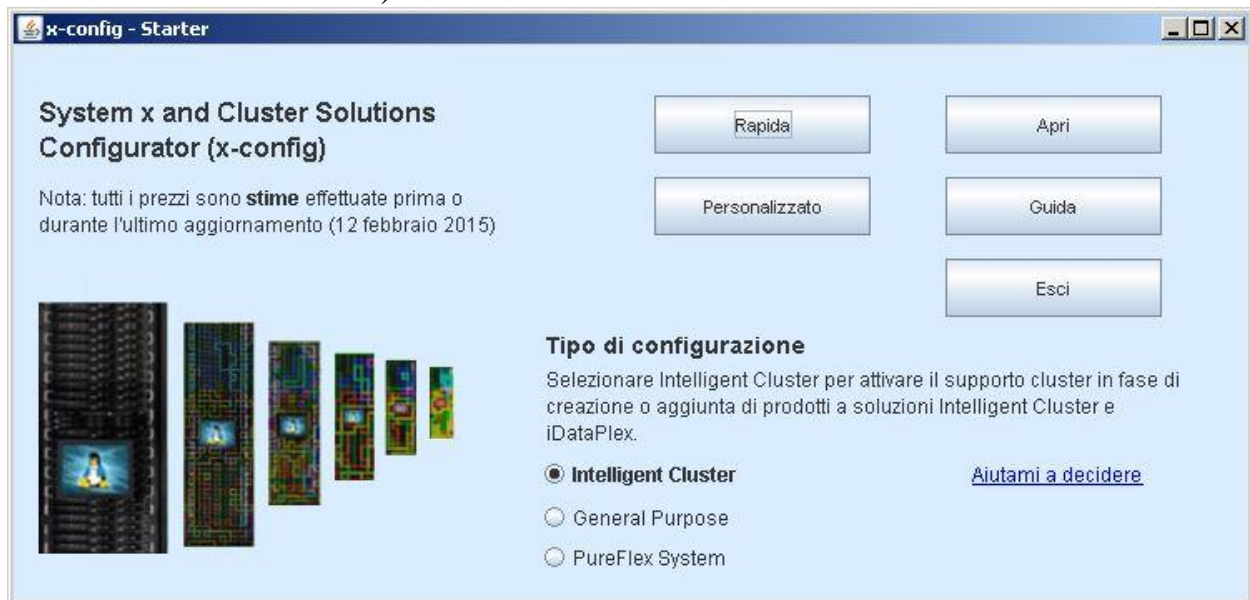 x-config - Starter
System x and Cluster Solutions
Configurator (x-config)
Nota: tutti i prezzi sono stime effettuate prima o
durante l'ultimo aggiornamento (12 febbraio 2015)
Rapida
Apri
Personalizzato
Guida
Esci
Tipo di configurazione
Selezionare Intelligent Cluster per attivare il supporto cluster in fase di
creazione o aggiunta di prodotti a soluzioni Intelligent Cluster e
iDataPlex.
Intelligent Cluster
Aiutami a decidere
General Purpose
PureFlex System